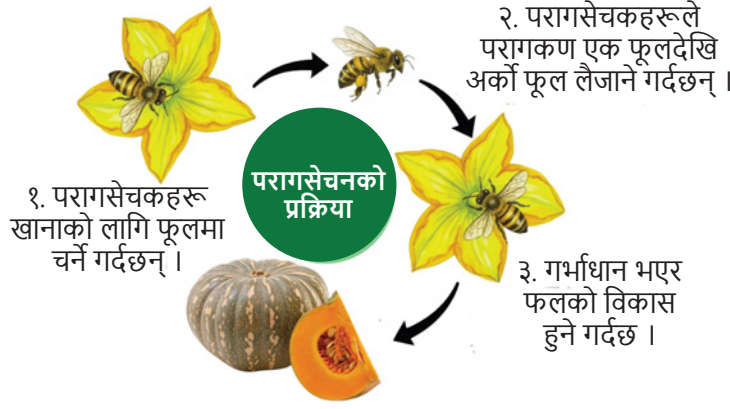 परागसेचनको
प्रक्रिया
१. परागसेचकहरू
खानाको लागि फूलमा
चर्ने गर्दछन् ।
२. परागसेचकहरूले
परागकण एक फूलदेखि
अर्को फूल लैजाने गर्दछन् ।
३. गर्भाधान भएर
फलको विकास
हुने गर्दछ ।